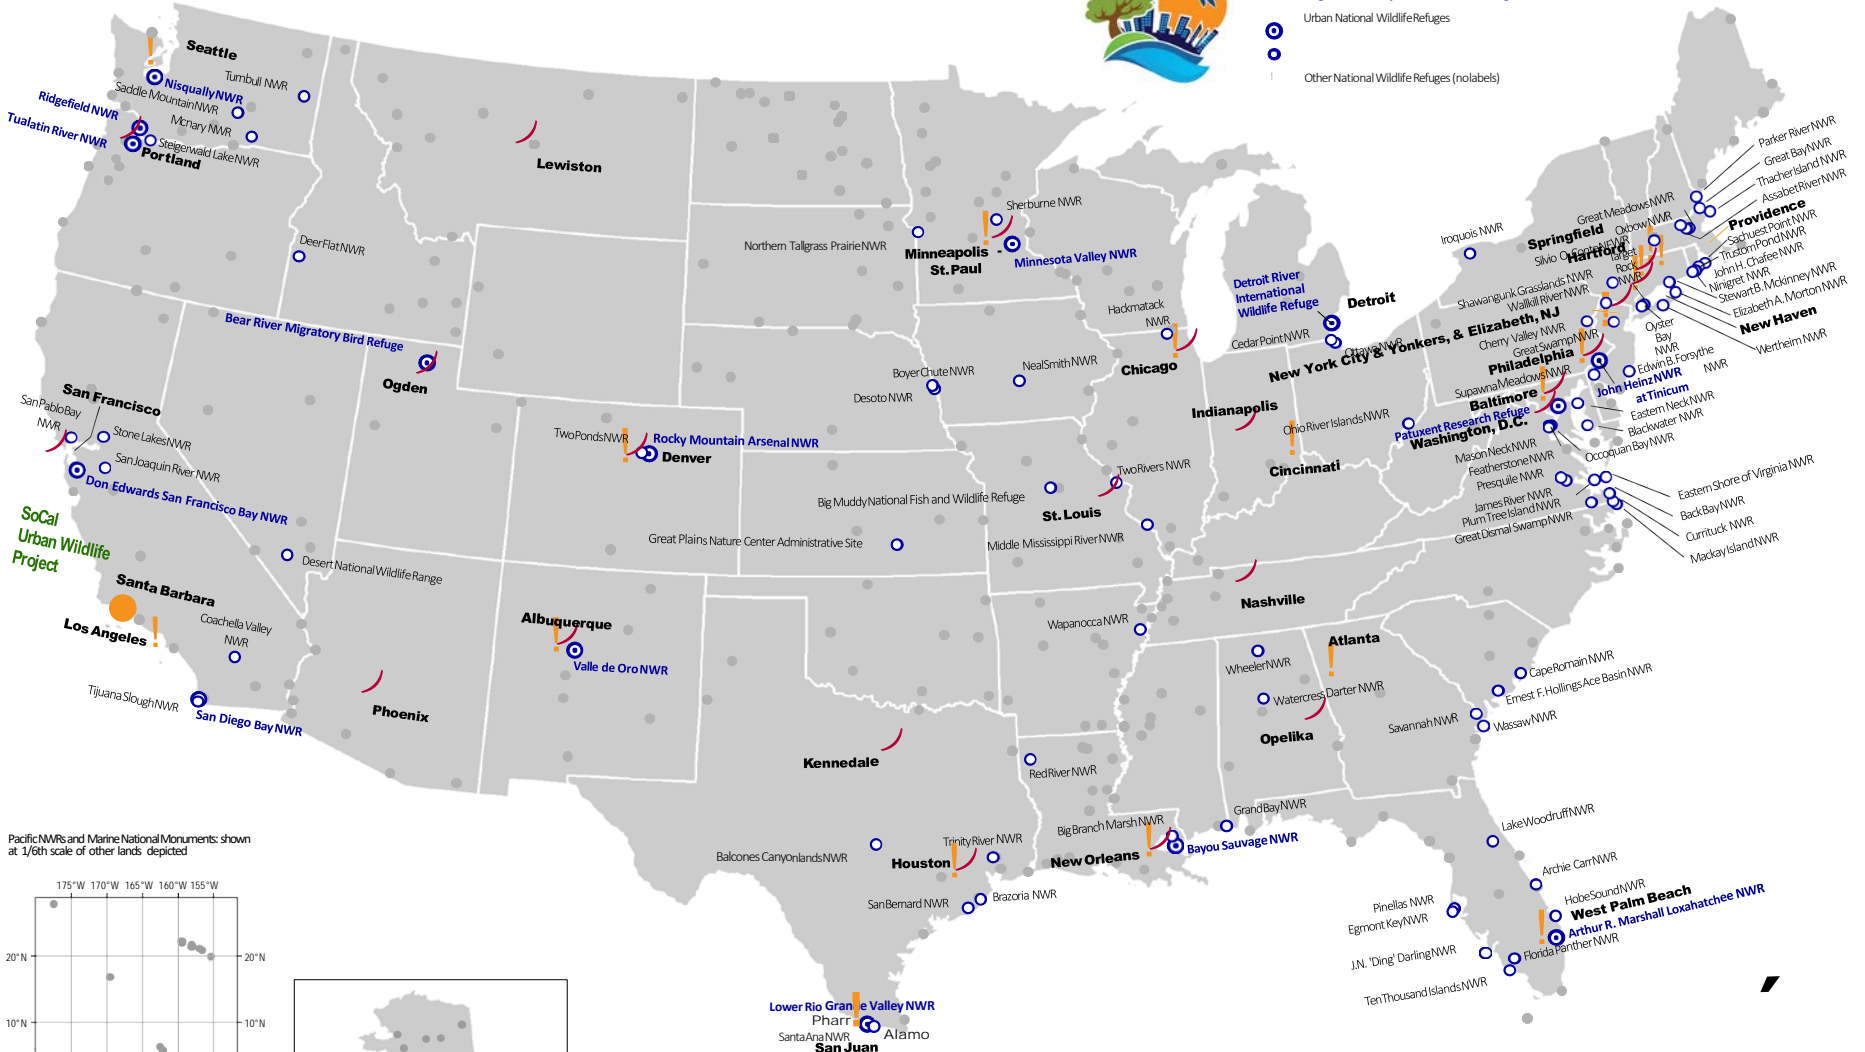 Urban National Wildlife Refuges
Other National Wildlife Refuges (no labels)
Seattle
Nisqually NWR
Turnbull NWR
Saddle Mountain NWR
Mcnary NWR
Ridgefield NWR
Tualatin River NWR
Steigerwald Lake NWR
Portland
Lewiston
Deer Flat NWR
Bear River Migratory Bird Refuge
Ogden
San Francisco
San Pablo Bay
NWR
Stone Lakes NWR
San Joaquin River NWR
Don Edwards San Francisco Bay NWR
SoCal
Urban Wildlife
Project
Desert National Wildlife Range
Santa Barbara
Los Angeles
Coachella Valley
NWR
Tijuana Slough NWR
San Diego Bay NWR
Phoenix
Two Ponds NWR
Rocky Mountain Arsenal NWR
Denver
Albuquerque
Valle de Oro NWR
Sherburne NWR
Northern Tallgrass Prairie NWR
Minneapolis -
St. Paul
Minnesota Valley NWR
Boyer Chute NWR
Desoto NWR
Neal Smith NWR
Hackmatack
NWR
Chicago
Detroit River
International
Wildlife Refuge
Detroit
Cedar Point NWR
Ottawa NWR
Indianapolis
Ohio River Islands NWR
Cincinnati
Two Rivers NWR
Big Muddy National Fish and Wildlife Refuge
St. Louis
Great Plains Nature Center Administrative Site
Middle Mississippi River NWR
Nashville
Wapanocca NWR
Wheeler NWR
Watercress Darter NWR
Atlanta
Opelika
Kennedale
Red River NWR
Balcones Canyonlands NWR
Trinity River NWR
Houston
San Bernard NWR
Brazoria NWR
Big Branch Marsh NWR
New Orleans
Bayou Sauvage NWR
Grand Bay NWR
Lower Rio Grande Valley NWR
Pharr
Santa Ana NWR
Alamo
San Juan
Cape Romain NWR
Ernest F. Hollings Ace Basin NWR
Savannah NWR
Wassaw NWR
Lake Woodruff NWR
Archie Carr NWR
Hobe Sound NWR
West Palm Beach
Arthur R. Marshall Loxahatchee NWR
Pinellas NWR
Egmont Key NWR
J.N. 'Ding' Darling NWR
Florida Panther NWR
Ten Thousand Islands NWR
Iroquois NWR
Parker River NWR
Great Bay NWR
Thacher Island NWR
Assabet River NWR
Great Meadows NWR
Oxbow NWR
Providence
Springfield
Hartford
Sachuest Point NWR
Truston Pond NWR
John H. Chafee NWR
Ninigret NWR
Stewart B. Mckinney NWR
Elizabeth A. Morton NWR
Target
Rock
NWR
Shawangunk Grasslands NWR
Wallkill River NWR
New Haven
Wertheim NWR
Oyster
Bay
NWR
New York City & Yonkers, & Elizabeth, NJ
Cherry Valley NWR
Great Swamp NWR
Philadelphia
Edwin B. Forsythe
NWR
Supawna Meadows NWR
John Heinz NWR
at Tinicum
Baltimore
Patuxent Research Refuge
Washington, D.C.
Eastern Neck NWR
Blackwater NWR
Occoquan Bay NWR
Mason Neck NWR
Featherstone NWR
Presquile NWR
James River NWR
Plum Tree Island NWR
Great Dismal Swamp NWR
Eastern Shore of Virginia NWR
Back Bay NWR
Currituck NWR
Mackay Island NWR
Pacific NWRs and Marine National Monuments: shown
at 1/6th scale of other lands depicted
175°W 170°W 165°W 160°W 155°W
20°N 20°N
10°N 10°N